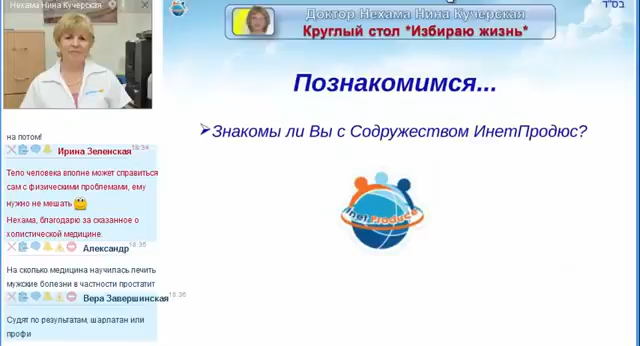 Нехама Нина Кучерская
בס"ד
Доктор Нехама Нина Кучерская
Круглый стол *Избираю жизнь*
Познакомимся...
Знакомы ли Вы с Содружеством ИнетПродюс?
Inet Produce
на потом!
Ирина Зеленская 18:34
Тело человека вполне может справиться
сам с физическими проблемами, ему
нужно не мешать
Нехама, благодарю за сказанное о
холистической медицине.
Александр 18:35
На сколько медицина научилась лечить
мужские болезни в частности простатит
Вера Завершинская 18:36
Судят по результатам, шарлатан или
профи